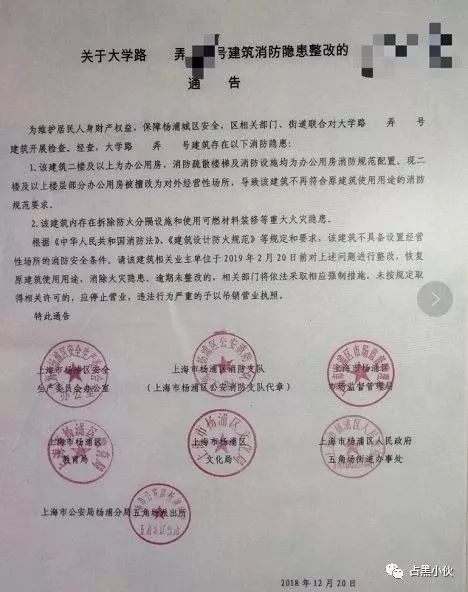 关于大学路 弄 号建筑消防隐患整改的
通 告
为维护居民人身财产权益，保障杨浦城区安全，区相关部门、街道联合对大学路 弄 号
建筑开展检查、经查，大学路 弄 号建筑存在以下消防隐患：
1.该建筑二楼及以上为办公用房，消防疏散楼梯及消防设施均为办公用房消防规范配置。现二
楼及以上楼层部分办公用房被擅改为对外经营性场所，导致该建筑不再符合原建筑使用用途的消防
规范要求。
2.该建筑内存在拆除防火分隔设施和使用可燃材料装修等重大火灾隐患。
根据《中华人民共和国消防法》、《建筑设计防火规范》等规定和要求，该建筑不具备设置经营
性场所的消防安全条件。请该建筑相关业主单位于 2019 年 2 月 20 日前对上述问题进行整改，恢复
原建筑使用用途，消除火灾隐患。逾期未整改的，相关部门将依法采取相应强制措施。未按规定取
得相关许可的，应停止营业，违法行为严重的予以吊销营业执照。
特此通告
上海市杨浦区安全 上海市杨浦区消防支队 上海市杨浦区
生产委员会办公室 （上海市杨浦区公安消防支队代章） 市场监督管理局
上海市杨浦区 上海市杨浦区 上海市杨浦区人民政府
教育局 文化局 五角场街道办事处
上海市公安局杨浦分局五角场派出所
2018 年 12 月 20 日
占黑小伙